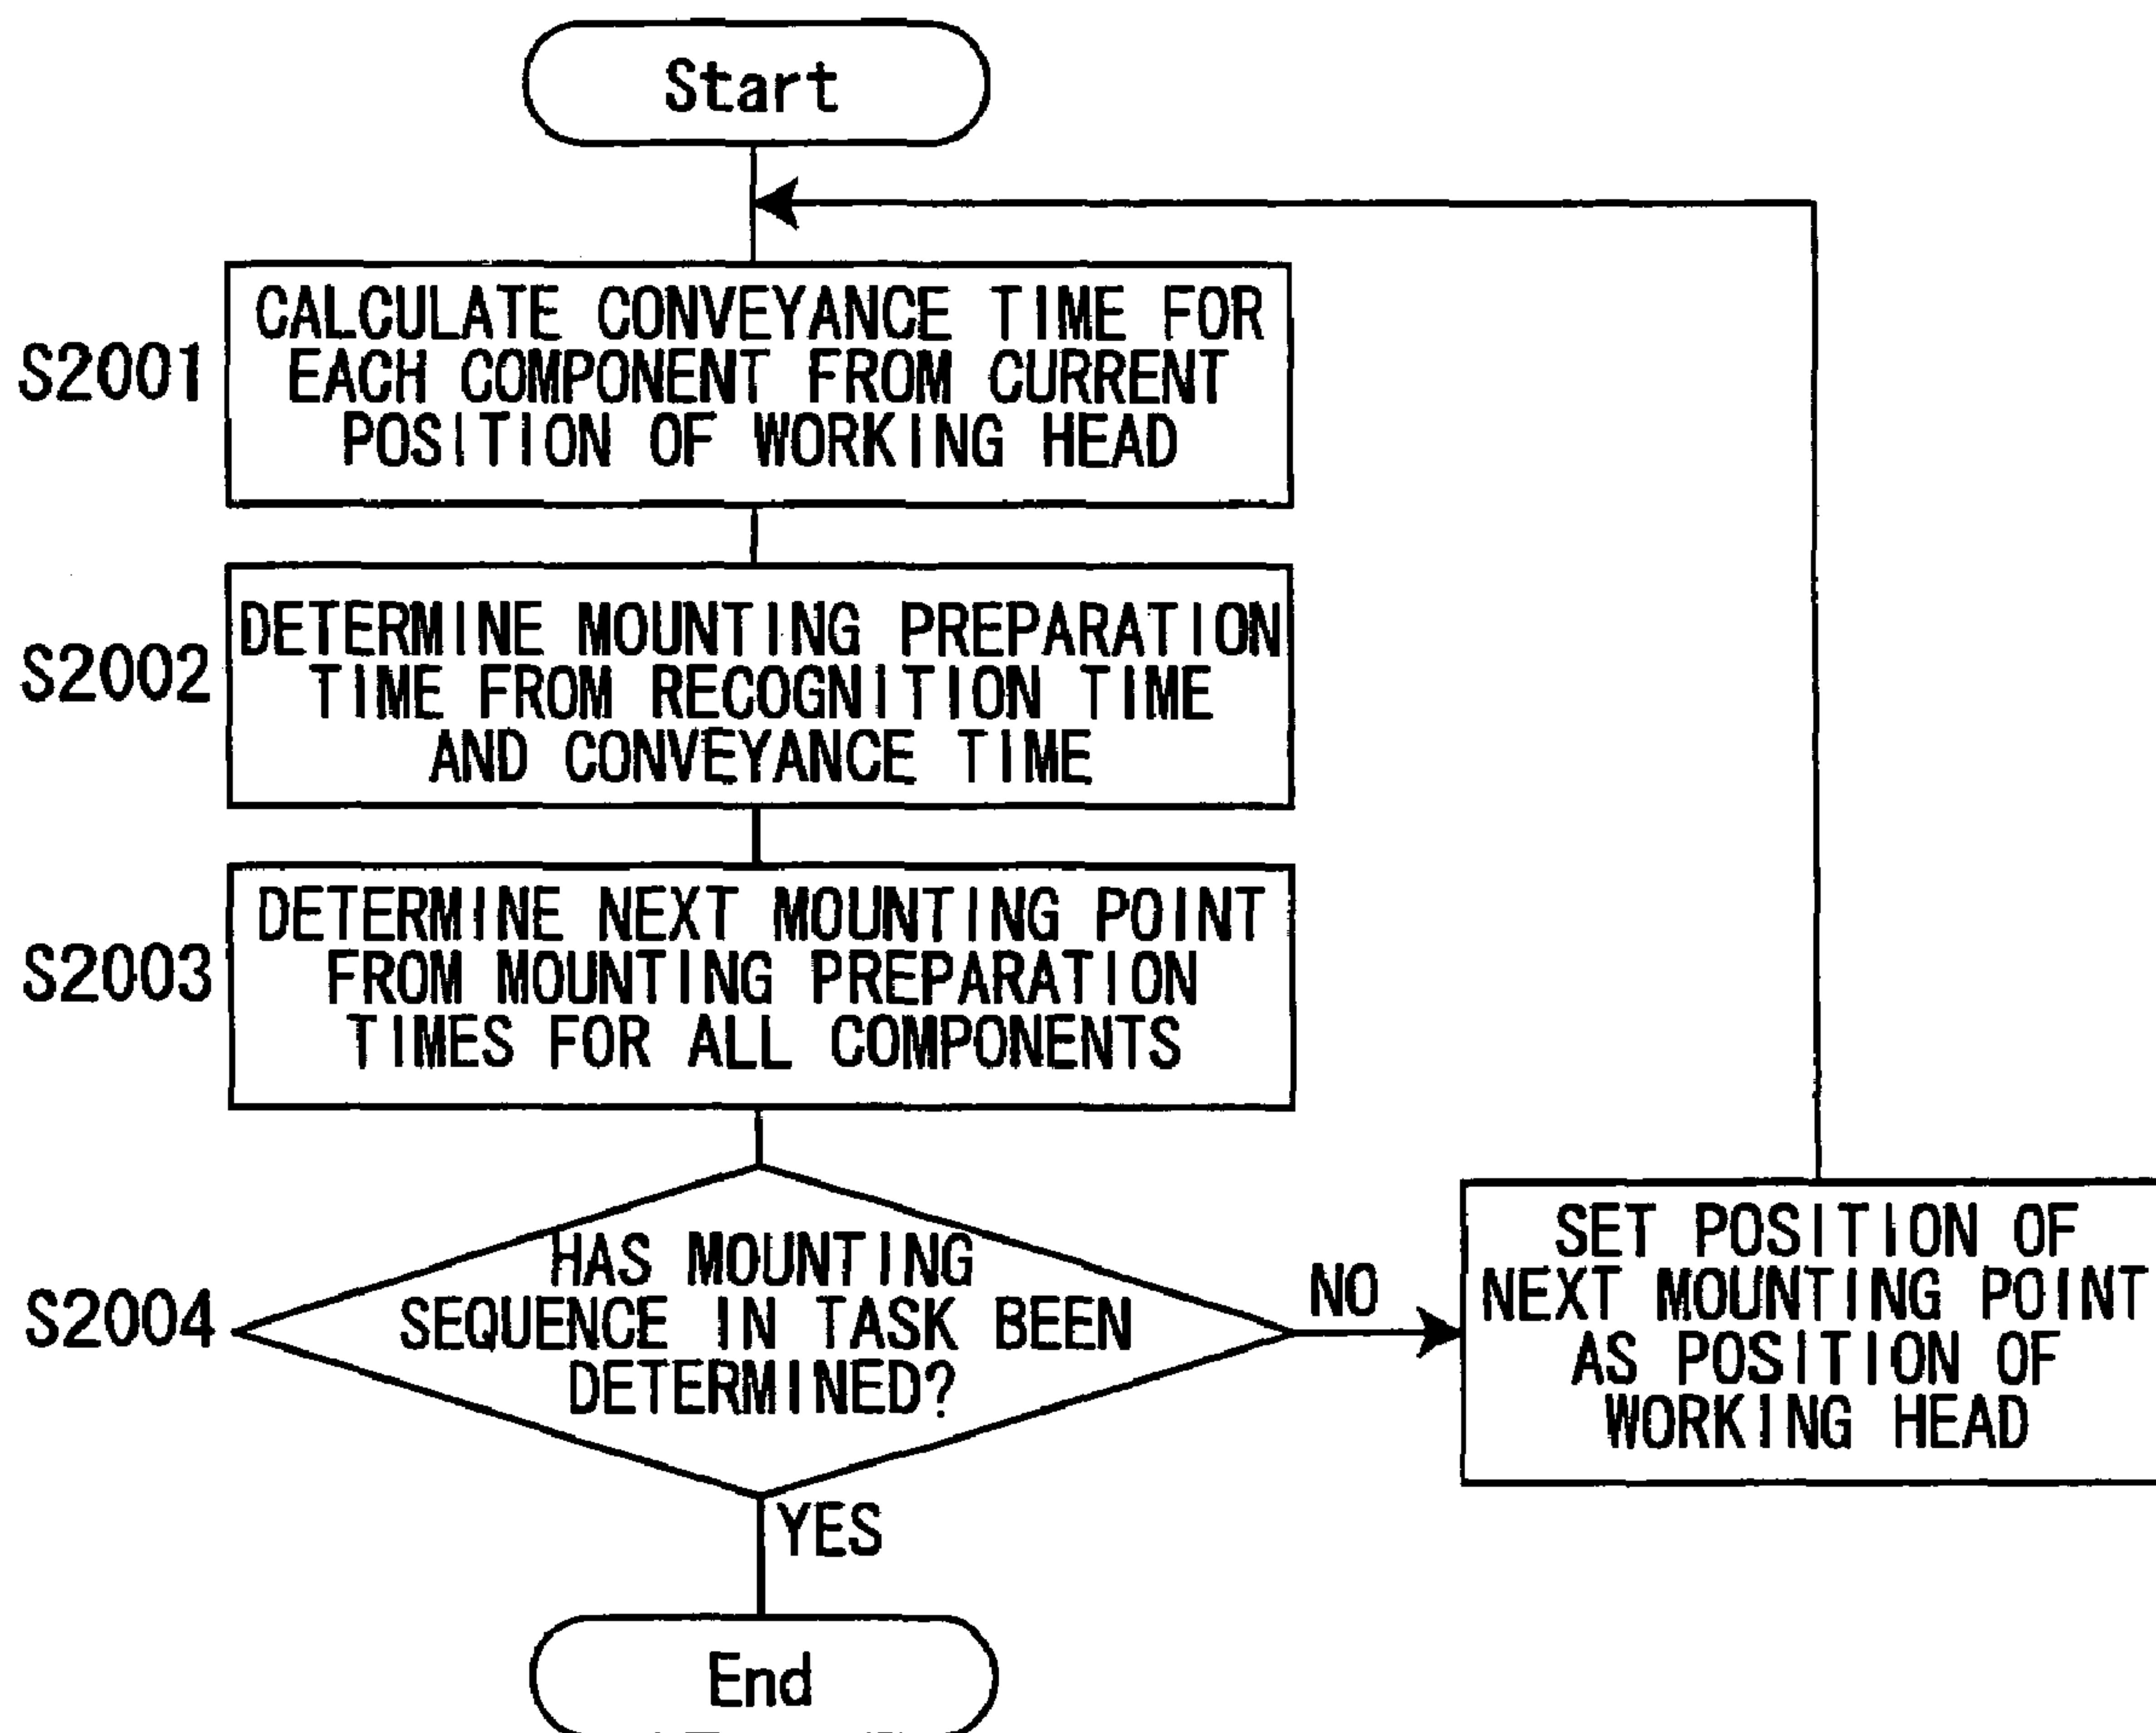 Start
S2001
CALCULATE CONVEYANCE TIME FOR
EACH COMPONENT FROM CURRENT
POSITION OF WORKING HEAD
S2002
DETERMINE MOUNTING PREPARATION
TIME FROM RECOGNITION TIME
AND CONVEYANCE TIME
S2003
DETERMINE NEXT MOUNTING POINT
FROM MOUNTING PREPARATION
TIMES FOR ALL COMPONENTS
S2004
HAS MOUNTING
SEQUENCE IN TASK BEEN
DETERMINED?
NO
SET POSITION OF
NEXT MOUNTING POINT
AS POSITION OF
WORKING HEAD
YES
End